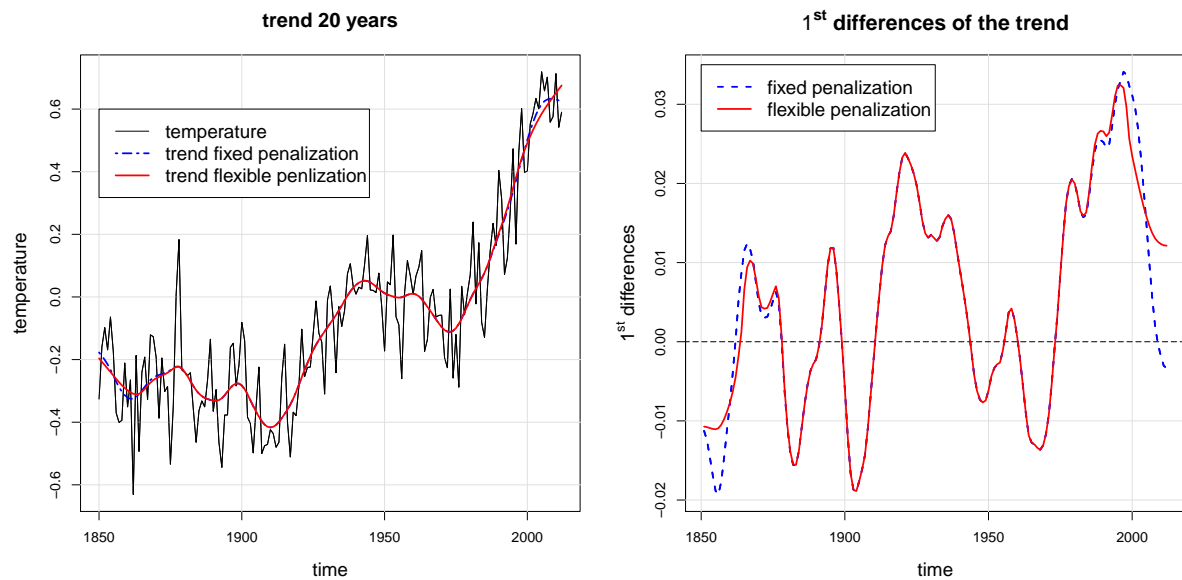 trend 20 years
temperature
trend fixed penalization
trend flexible penlization
temperature
0.6
0.4
0.2
0.0
−0.2
−0.4
−0.6
1850 1900 1950 2000
time
1st differences of the trend
fixed penalization
flexible penalization
1st differences
0.03
0.02
0.01
0.00
−0.01
−0.02
1850 1900 1950 2000
time